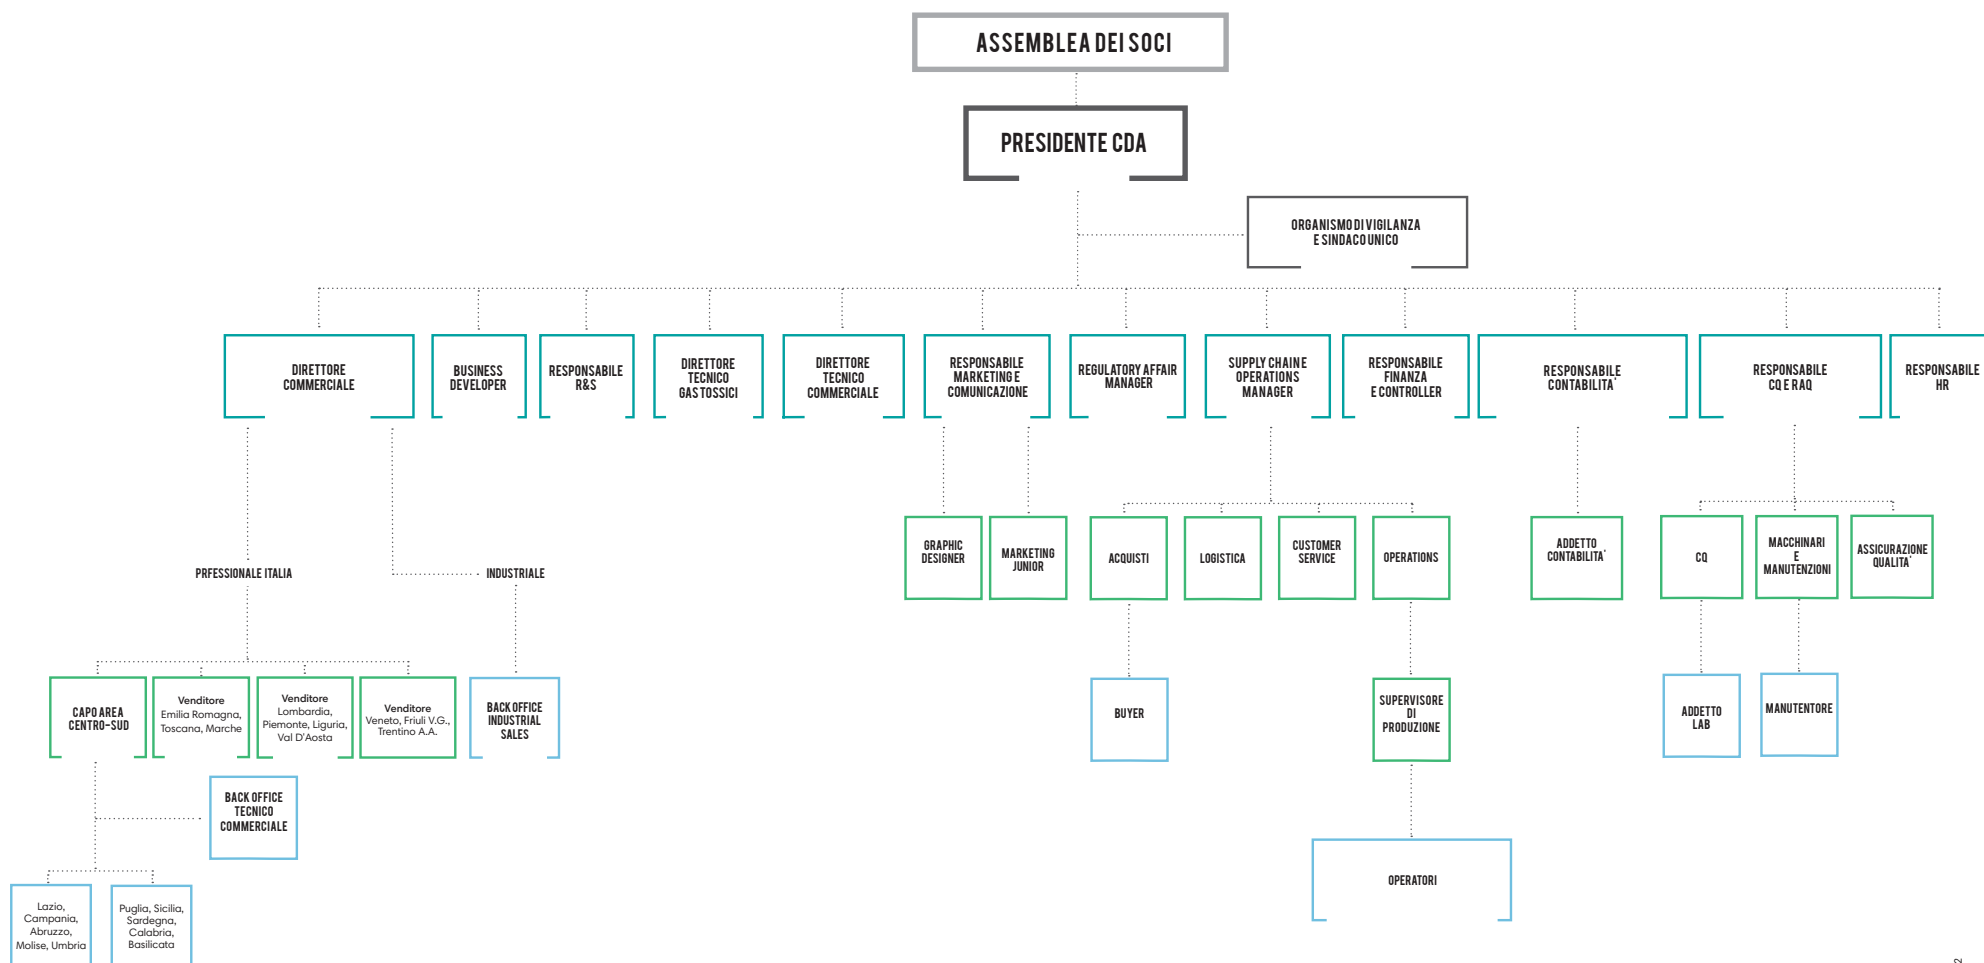 ASSEMBLEA DEI SOCI
PRESIDENTE CDA
ORGANISMO DI VIGILANZA
E SINDACO UNICO
DIRETTORE
COMMERCIALE
BUSINESS
DEVELOPER
RESPONSABILE
R&S
DIRETTORE
TECNICO
GAS TOSSICI
DIRETTORE
TECNICO
COMMERCIALE
RESPONSABILE
MARKETING E
COMUNICAZIONE
REGULATORY AFFAIR
MANAGER
SUPPLY CHAIN E
OPERATIONS
MANAGER
RESPONSABILE
FINANZA
E CONTROLLER
RESPONSABILE
CONTABILITA'
RESPONSABILE
CQ E RAQ
RESPONSABILE
HR
GRAPHIC
DESIGNER
MARKETING
JUNIOR
ACQUISTI
LOGISTICA
CUSTOMER
SERVICE
OPERATIONS
ADDETTO
CONTABILITA'
CQ
MACCHINARI
E
MANUTENZIONI
ASSICURAZIONE
QUALITA'
PRFESSIONALE ITALIA
INDUSTRIALE
CAPO AREA
CENTRO-SUD
Venditore
Emilia Romagna,
Toscana, Marche
Venditore
Lombardia,
Piemonte, Liguria,
Val D'Aosta
Venditore
Veneto, Friuli V.G.,
Trentino A.A.
BACK OFFICE
INDUSTRIAL
SALES
BUYER
SUPERVISORE
DI
PRODUZIONE
ADDETTO
LAB
MANUTENTORE
BACK OFFICE
TECNICO
COMMERCIALE
OPERATORI
Lazio,
Campania,
Abruzzo,
Molise, Umbria
Puglia, Sicilia,
Sardegna,
Calabria,
Basilicata
2